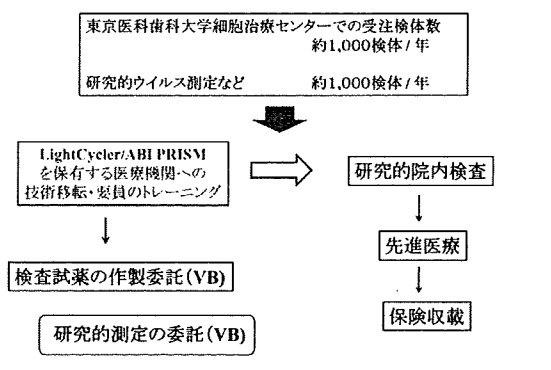 東京医科歯科大学細胞治療センターでの受注検体数
約1,000検体 / 年
研究的ウイルス測定など 約1,000検体 / 年
LightCycler/ABI PRISM
を保有する医療機関への
技術移転・要員のトレーニング
研究的院内検査
先進医療
検査試薬の作製委託(VB)
保険収載
研究的測定の委託(VB)